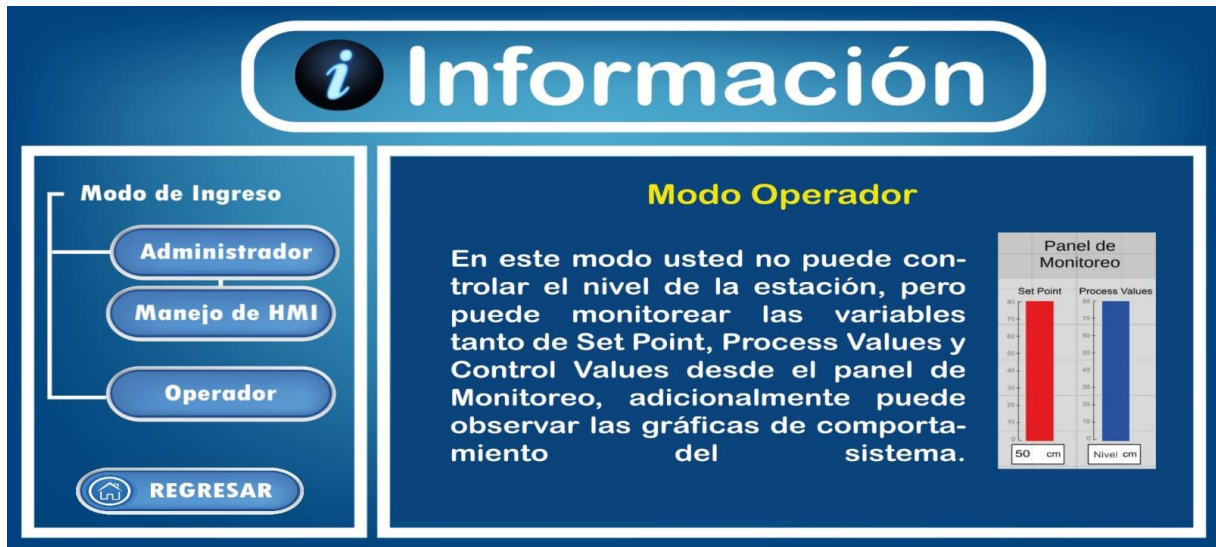 i Información
Modo de Ingreso
Administrador
Manejo de HMI
Operador
REGRESAR
Modo Operador
En este modo usted no puede con-
trolar el nivel de la estación, pero
puede monitorear las variables
tanto de Set Point, Process Values y
Control Values desde el panel de
Monitoreo, adicionalmente puede
observar las gráficas de comporta-
miento del sistema.
Panel de
Monitoreo
Set Point Process Values
80 80
70 70
60 60
50 50
40 40
30 30
20 20
10 10
0 0
50 cm Nivel cm